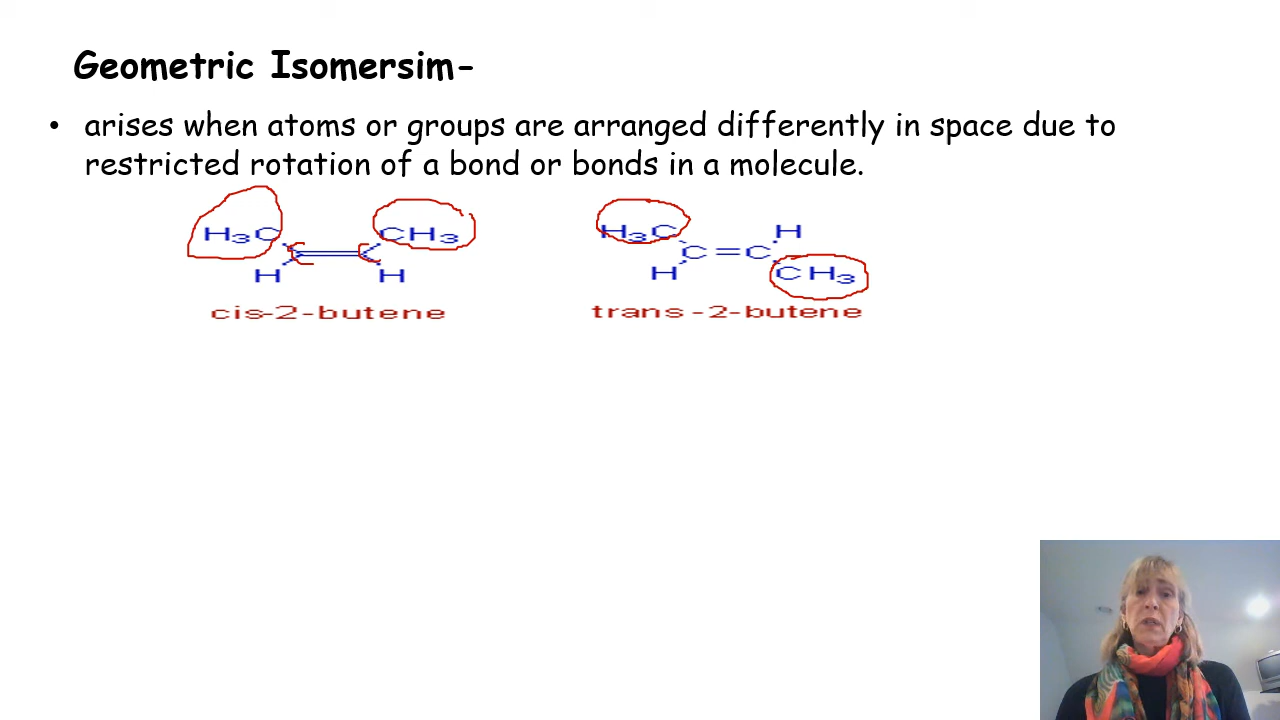 Geometric Isomersim-
• arises when atoms or groups are arranged differently in space due to
restricted rotation of a bond or bonds in a molecule.
H₃C CH₃
C=C
H H
cis-2-butene
H₃C H
C=C
H CH₃
trans-2-butene